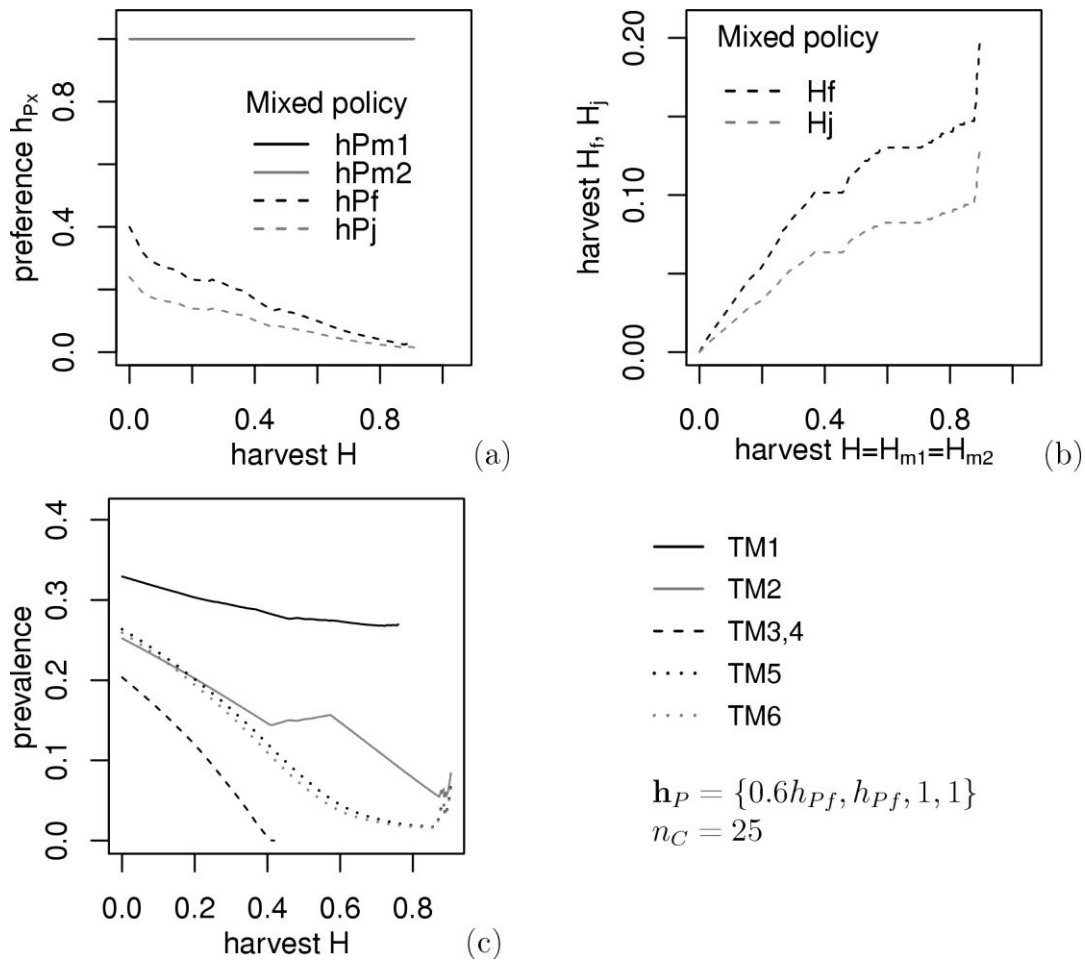 preference h_Px
0.0 0.4 0.8
Mixed policy
hPm1
hPm2
hPf
hPj
0.0 0.4 0.8
harvest H
(a)
harvest H_f, H_j
0.00 0.10 0.20
Mixed policy
Hf
Hj
0.0 0.2 0.4 0.6 0.8
harvest H=H_m1=H_m2
(b)
prevalence
0.0 0.1 0.2 0.3 0.4
0.0 0.2 0.4 0.6 0.8
harvest H
(c)
TM1
TM2
TM3,4
TM5
TM6
h_P = {0.6h_Pf, h_Pf, 1, 1}
n_C = 25